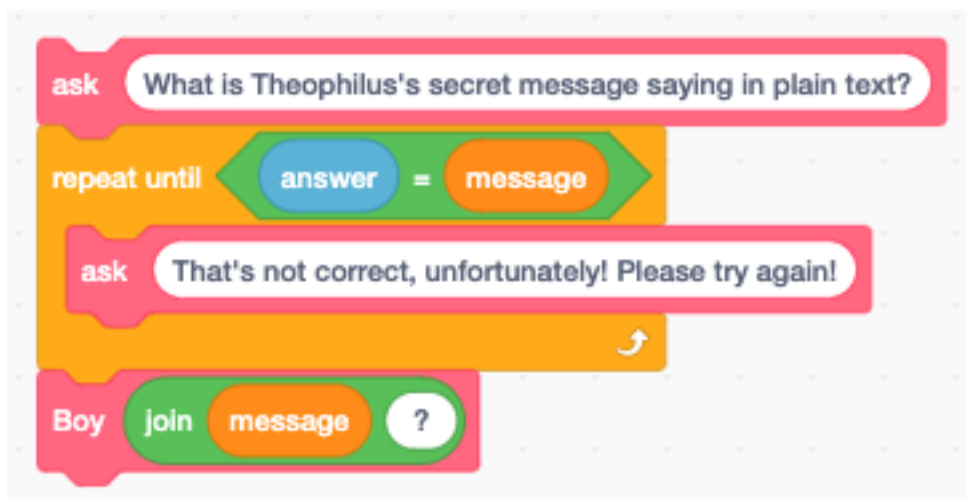 ask What is Theophilus's secret message saying in plain text?
repeat until answer = message
ask That's not correct, unfortunately! Please try again!
Boy join message ?